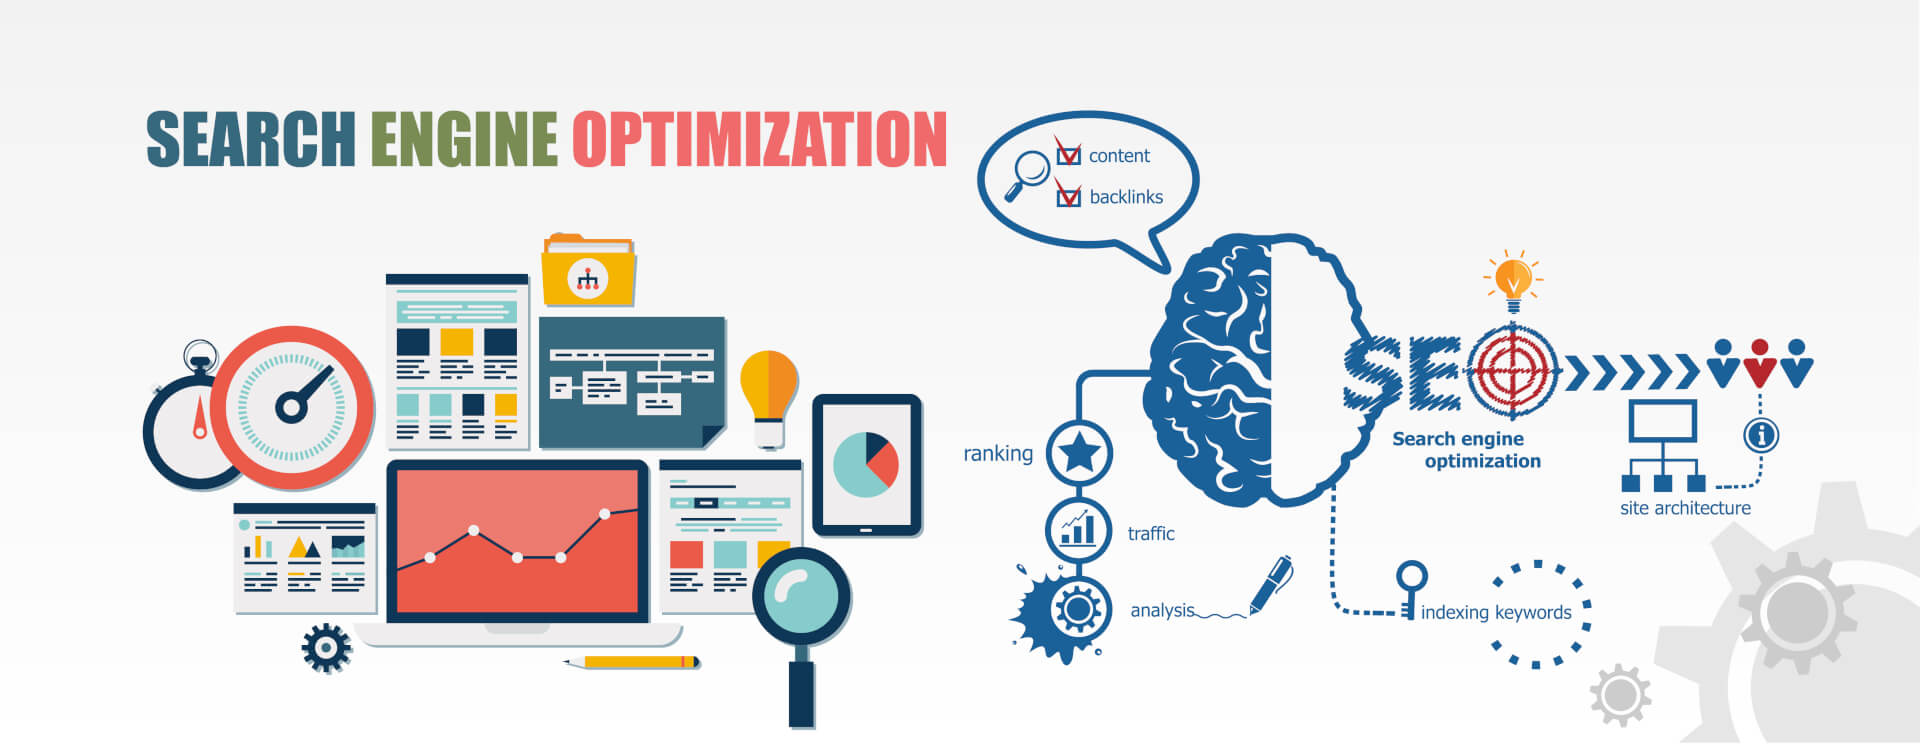 SEARCH ENGINE OPTIMIZATION
content
backlinks
SEO
Search engine
optimization
ranking
traffic
analysis
site architecture
indexing keywords